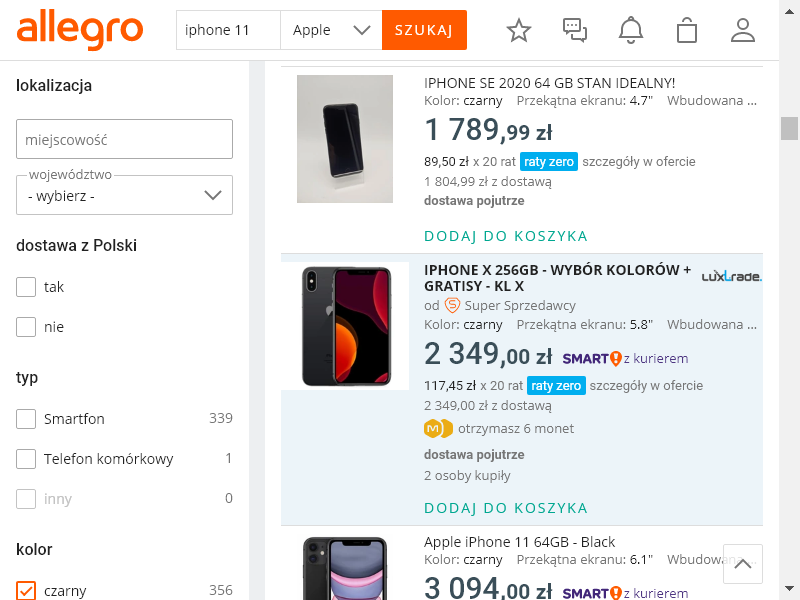 allegro
iphone 11
Apple
SZUKAJ
lokalizacja
miejscowość
województwo
- wybierz -
dostawa z Polski
tak
nie
typ
Smartfon 339
Telefon komórkowy 1
inny 0
kolor
czarny 356
IPHONE SE 2020 64 GB STAN IDEALNY!
Kolor: czarny Przekątna ekranu: 4.7" Wbudowana ...
1 789,99 zł
89,50 zł x 20 rat raty zero szczegóły w ofercie
1 804,99 zł z dostawą
dostawa pojutrze
DODAJ DO KOSZYKA
IPHONE X 256GB - WYBÓR KOLORÓW +
GRATISY - KL X
luxtrade.
od Super Sprzedawcy
Kolor: czarny Przekątna ekranu: 5.8" Wbudowana ...
2 349,00 zł SMART! z kurierem
117,45 zł x 20 rat raty zero szczegóły w ofercie
2 349,00 zł z dostawą
otrzymasz 6 monet
dostawa pojutrze
2 osoby kupiły
DODAJ DO KOSZYKA
Apple iPhone 11 64GB - Black
Kolor: czarny Przekątna ekranu: 6.1" Wbudowana ...
3 094,00 zł SMART! z kurierem